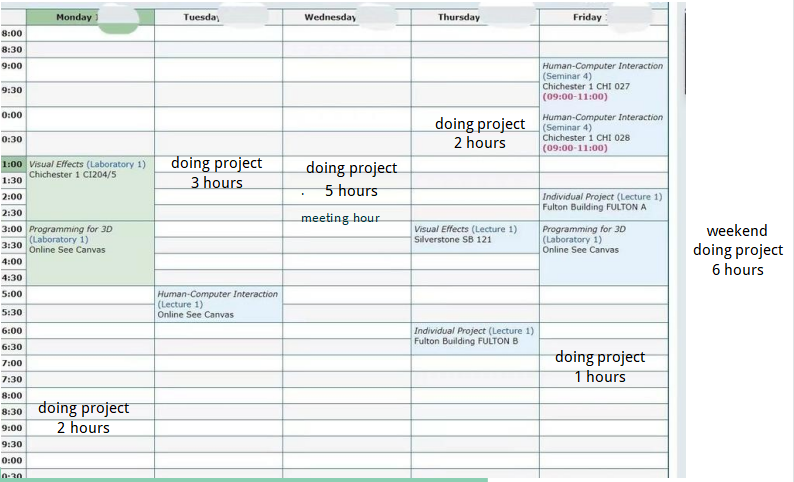 Monday
Tuesday
Wednesday
Thursday
Friday
8:00
8:30
9:00
9:30
0:00
0:30
1:00
1:30
2:00
2:30
3:00
3:30
4:00
4:30
5:00
5:30
6:00
6:30
7:00
7:30
8:00
8:30
9:00
9:30
0:00
0:30
Visual Effects (Laboratory 1)
Chichester 1 CI204/5
Programming for 3D
(Laboratory 1)
Online See Canvas
doing project
2 hours
doing project
3 hours
Human-Computer Interaction
(Lecture 1)
Online See Canvas
doing project
5 hours
meeting hour
doing project
2 hours
Visual Effects (Lecture 1)
Silverstone SB 121
Individual Project (Lecture 1)
Fulton Building FULTON B
Human-Computer Interaction
(Seminar 4)
Chichester 1 CHI 027
(09:00-11:00)
Human-Computer Interaction
(Seminar 4)
Chichester 1 CHI 028
(09:00-11:00)
Individual Project (Lecture 1)
Fulton Building FULTON A
Programming for 3D
(Laboratory 1)
Online See Canvas
doing project
1 hours
weekend
doing project
6 hours